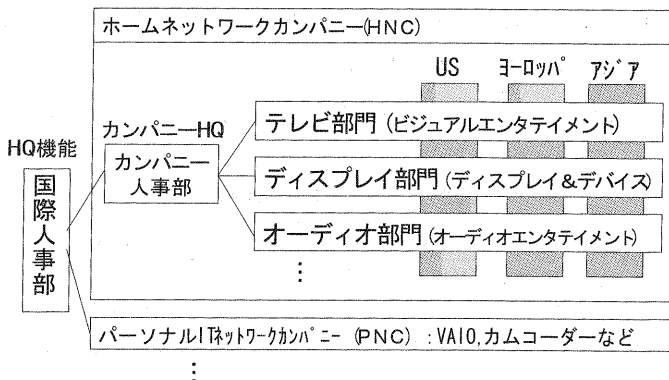 ホームネットワークカンパニー(HNC)
US ﾖｰﾛｯﾊﾟ ｱｼﾞｱ
カンパニーHQ
テレビ部門 (ビジュアルエンタテイメント)
HQ機能
カンパニー
人事部
ディスプレイ部門 (ディスプレイ&デバイス)
国際人事部
オーディオ部門 (オーディオエンタテイメント)
⋮
パーソナルITネットワークカンパニー (PNC) : VAIO,カムコーダーなど
⋮